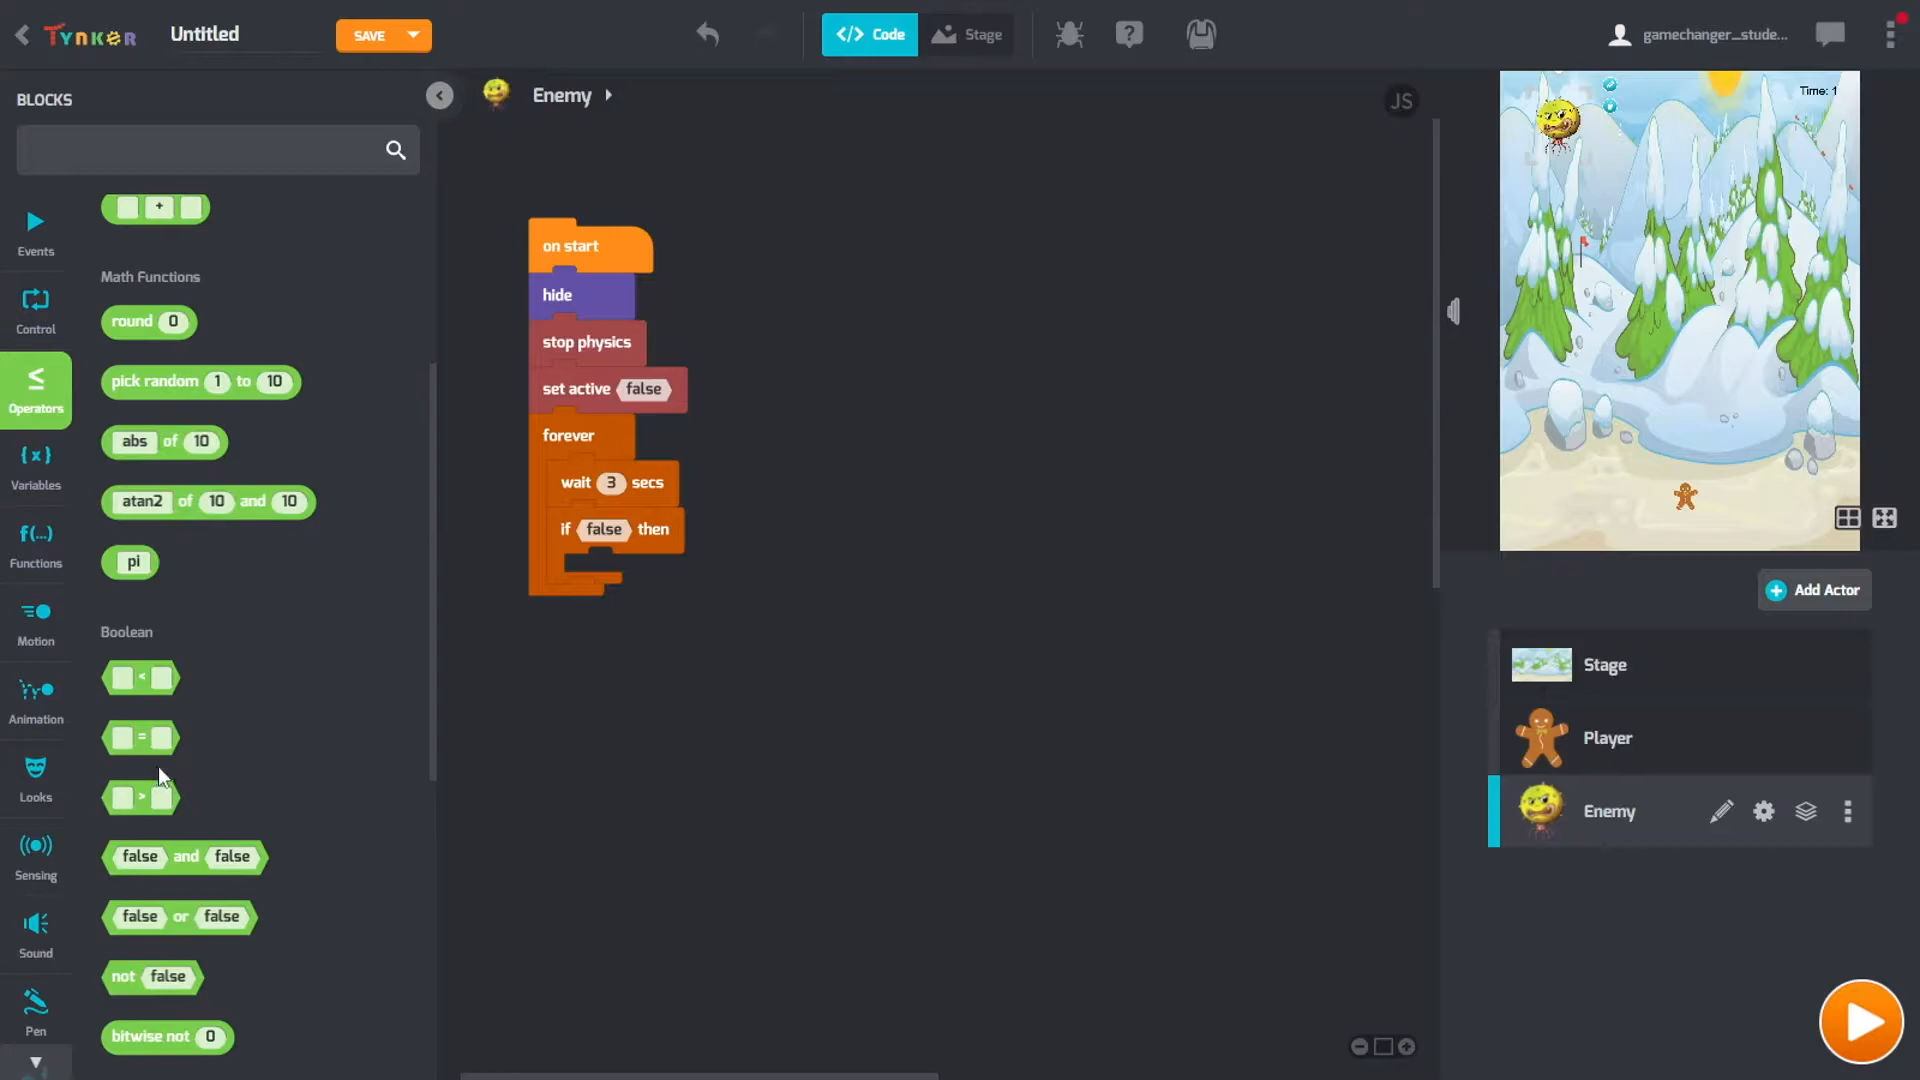 TYNKER
Untitled
SAVE
</> Code
Stage
gamechanger_stude...
BLOCKS
Enemy
JS
Events
Control
Operators
Variables
Functions
Motion
Animation
Looks
Sensing
Sound
Pen
+
Math Functions
round 0
pick random 1 to 10
abs of 10
atan2 of 10 and 10
pi
Boolean
<
=
>
false and false
false or false
not false
bitwise not 0
on start
hide
stop physics
set active false
forever
wait 3 secs
if false then
Time: 1
Add Actor
Stage
Player
Enemy